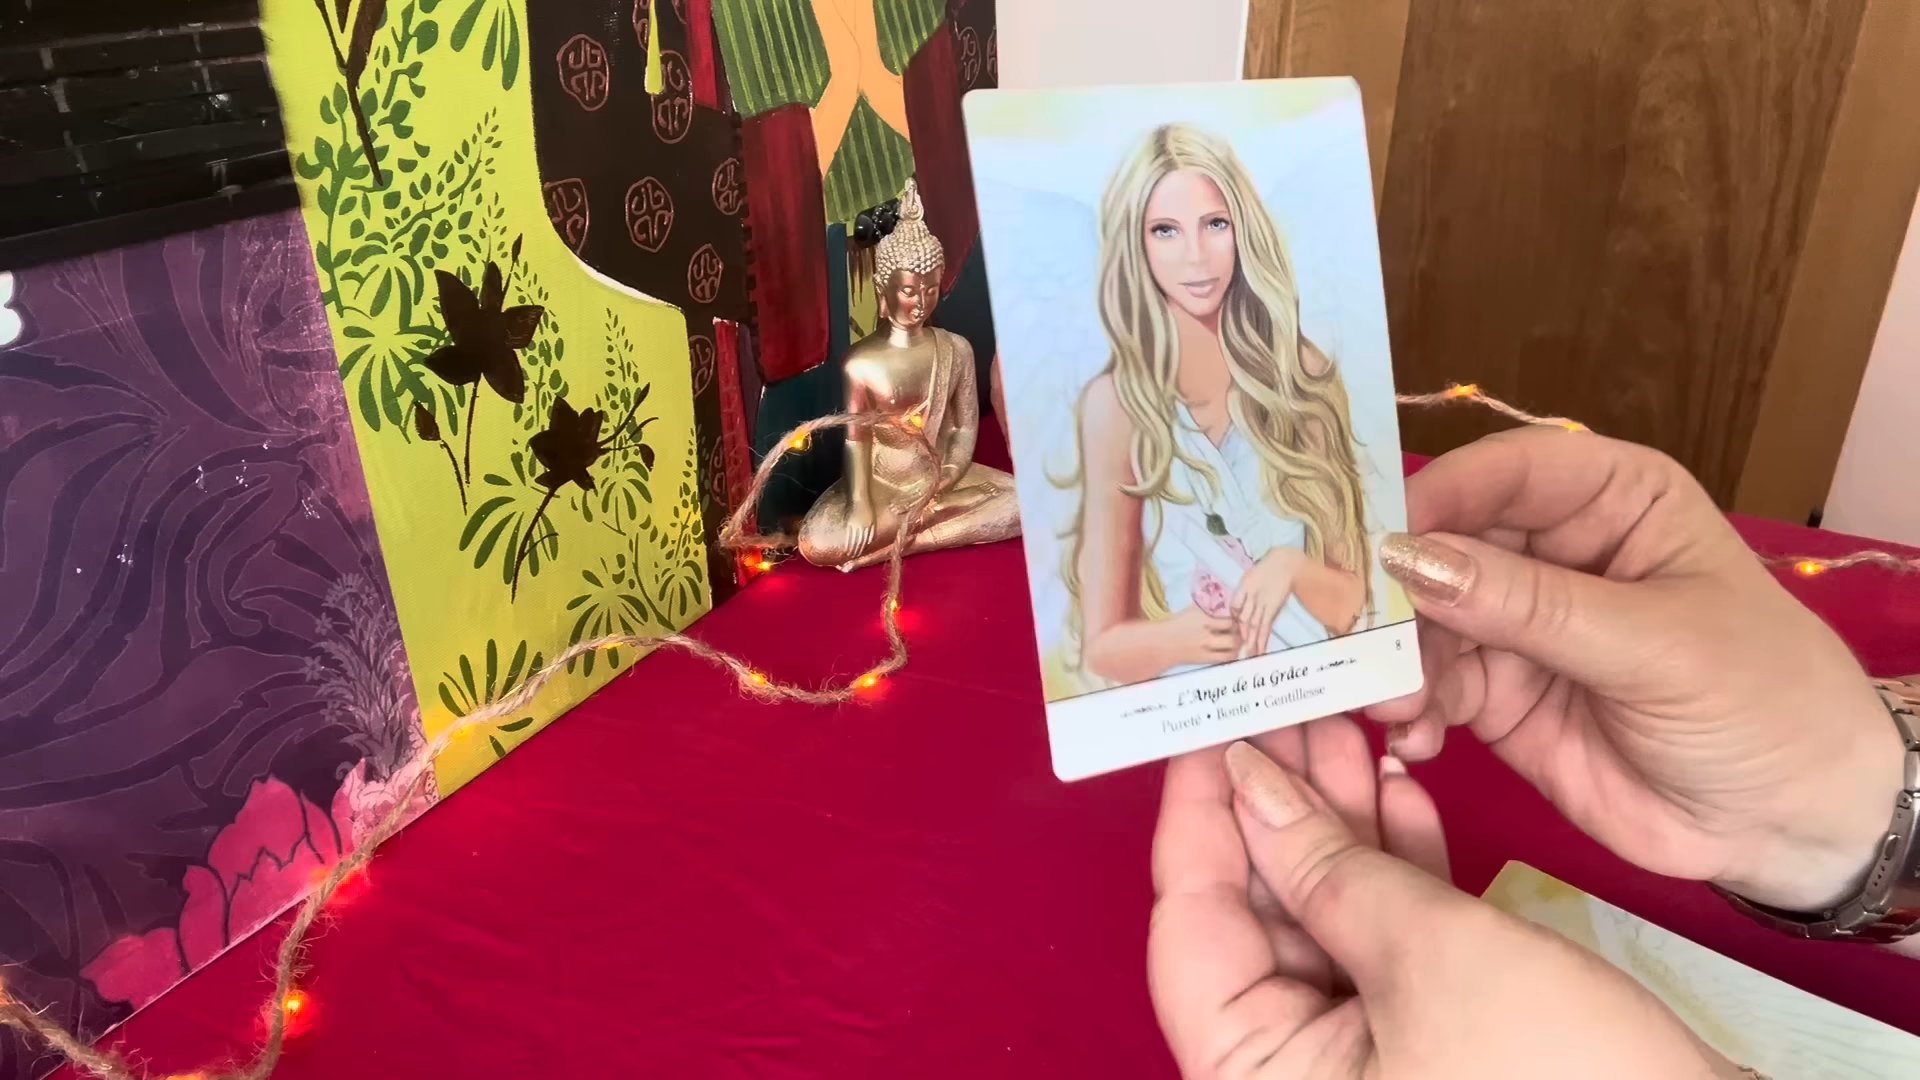 8
L'Ange de la Grâce
Pureté • Bonté • Gentillesse